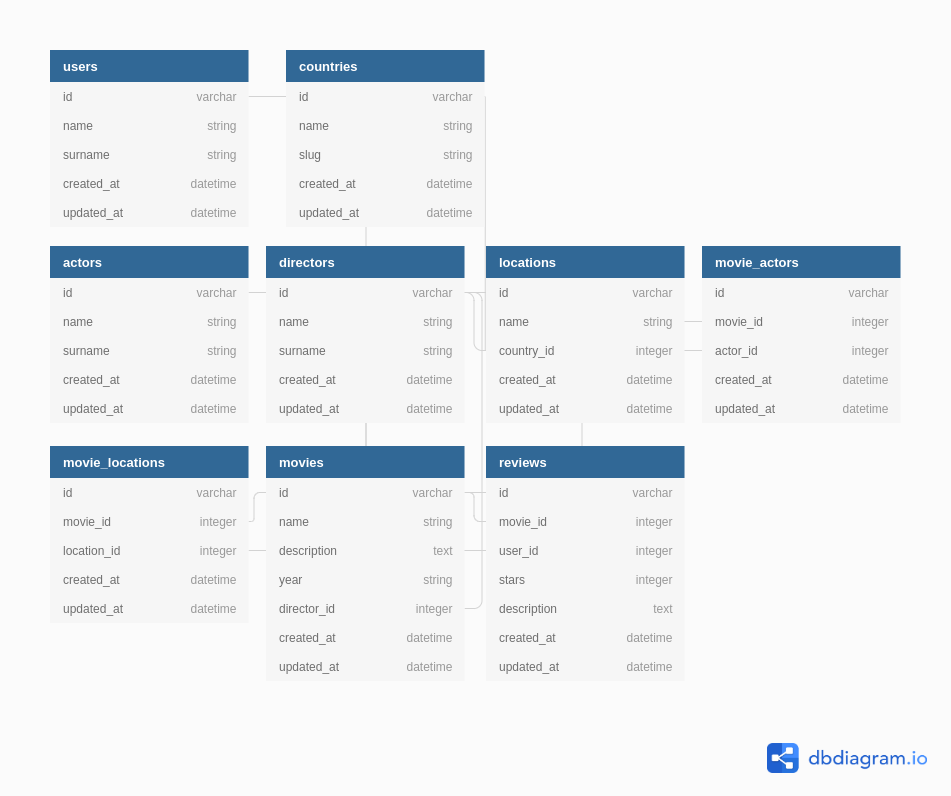 users
id varchar
name string
surname string
created_at datetime
updated_at datetime
countries
id varchar
name string
slug string
created_at datetime
updated_at datetime
actors
id varchar
name string
surname string
created_at datetime
updated_at datetime
directors
id varchar
name string
surname string
created_at datetime
updated_at datetime
locations
id varchar
name string
country_id integer
created_at datetime
updated_at datetime
movie_actors
id varchar
movie_id integer
actor_id integer
created_at datetime
updated_at datetime
movie_locations
id varchar
movie_id integer
location_id integer
created_at datetime
updated_at datetime
movies
id varchar
name string
description text
year string
director_id integer
created_at datetime
updated_at datetime
reviews
id varchar
movie_id integer
user_id integer
stars integer
description text
created_at datetime
updated_at datetime
dbdiagram.io